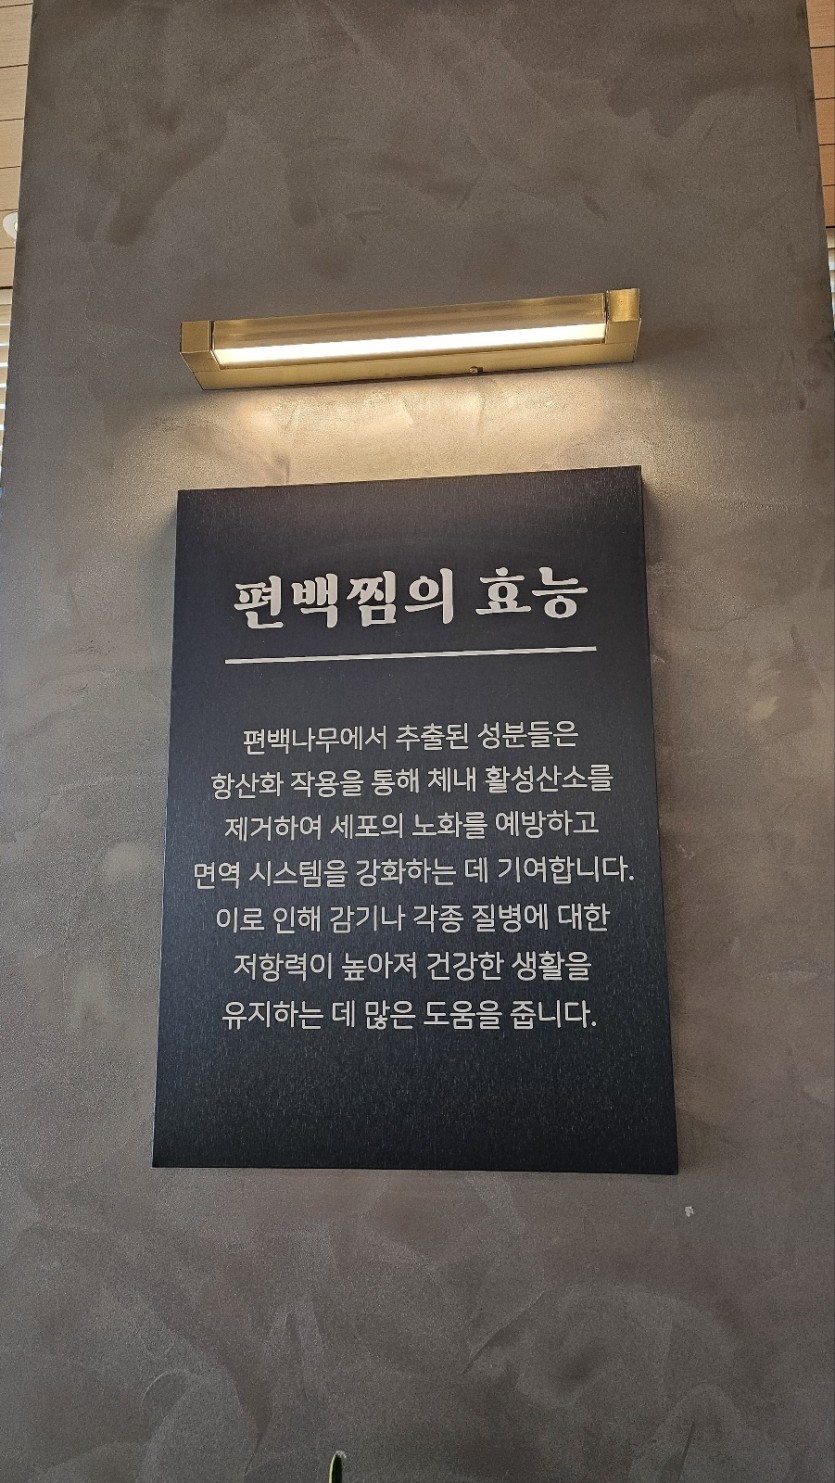 편백찜의 효능
편백나무에서 추출된 성분들은
항산화 작용을 통해 체내 활성산소를
제거하여 세포의 노화를 예방하고
면역 시스템을 강화하는 데 기여합니다.
이로 인해 감기나 각종 질병에 대한
저항력이 높아져 건강한 생활을
유지하는 데 많은 도움을 줍니다.